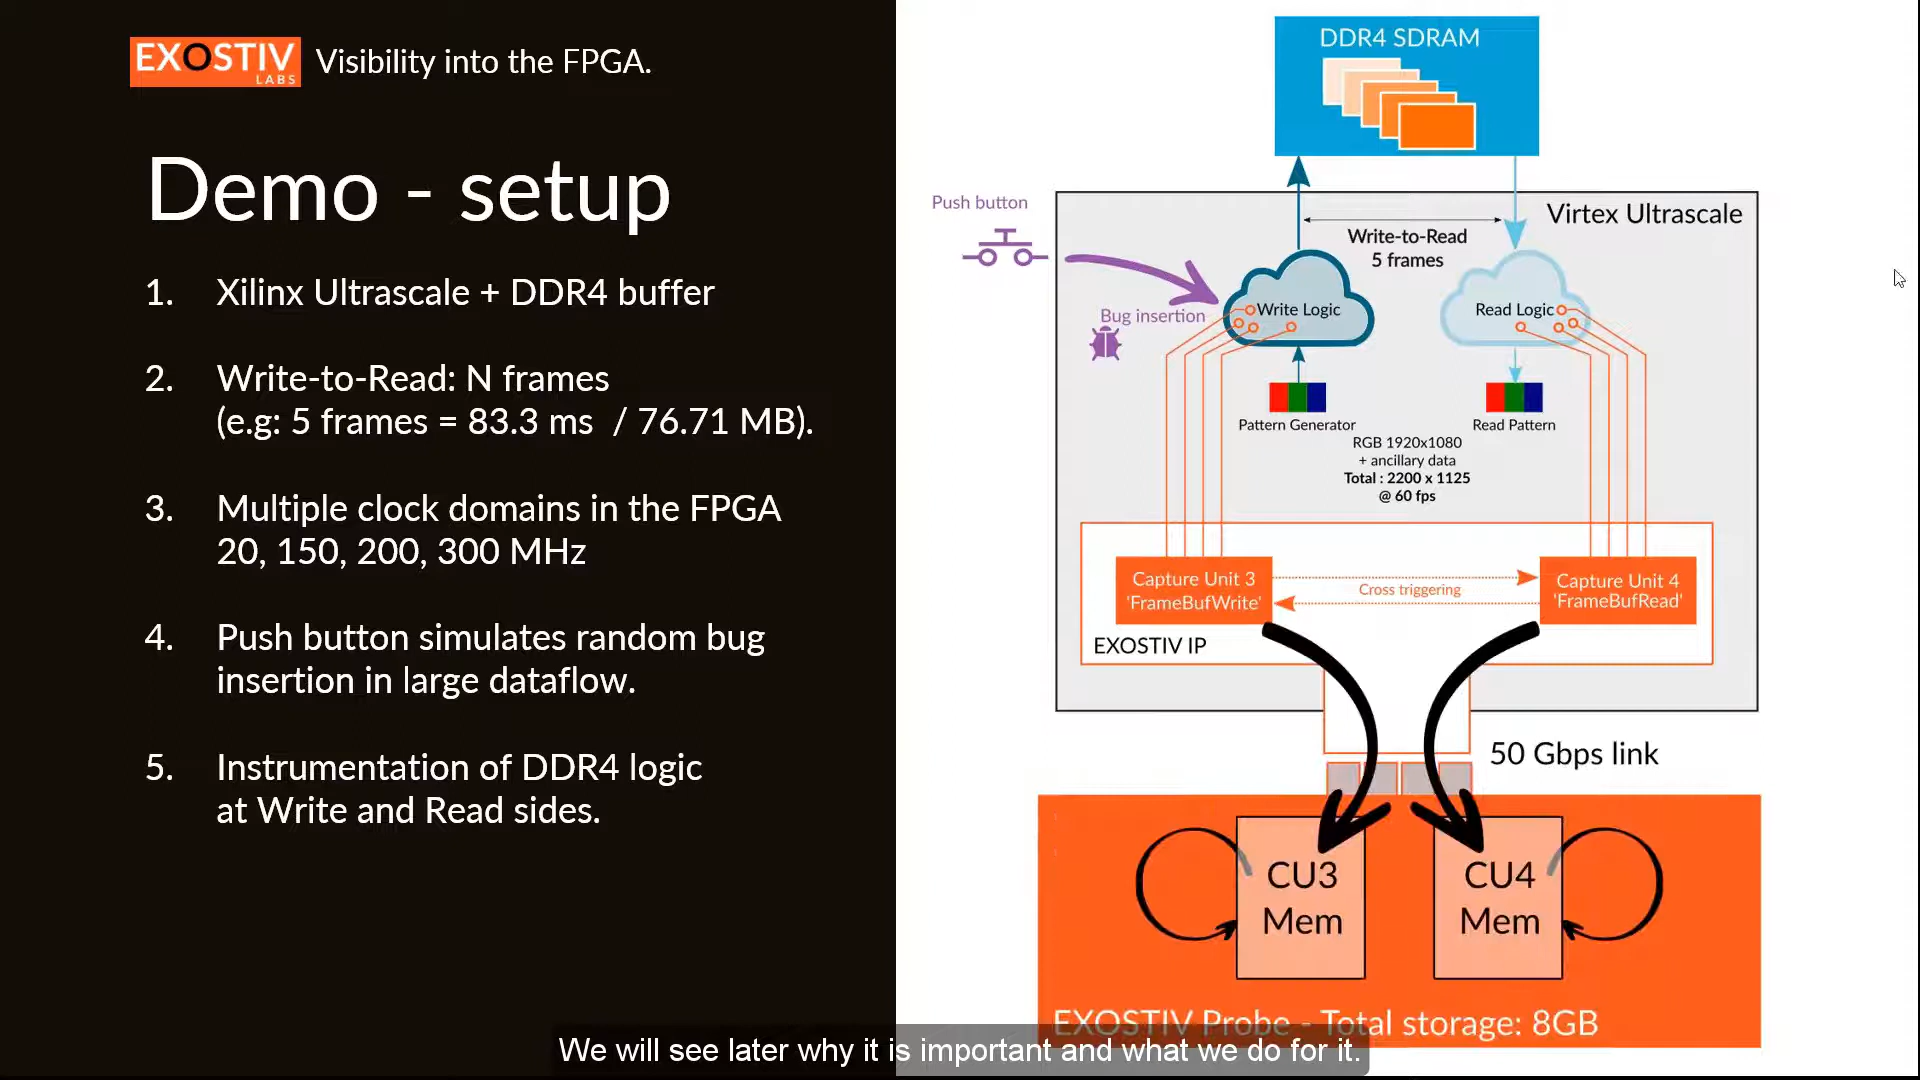 EXOSTIV
LABS
Visibility into the FPGA.
Demo - setup
1. Xilinx Ultrascale + DDR4 buffer
2. Write-to-Read: N frames
(e.g: 5 frames = 83.3 ms / 76.71 MB).
3. Multiple clock domains in the FPGA
20, 150, 200, 300 MHz
4. Push button simulates random bug
insertion in large dataflow.
5. Instrumentation of DDR4 logic
at Write and Read sides.
DDR4 SDRAM
Push button
Virtex Ultrascale
Write-to-Read
5 frames
Bug insertion
Write Logic
Read Logic
Pattern Generator
Read Pattern
RGB 1920x1080
+ ancillary data
Total : 2200 x 1125
@ 60 fps
Capture Unit 3
'FrameBufWrite'
Cross triggering
Capture Unit 4
'FrameBufRead'
EXOSTIV IP
50 Gbps link
CU3
Mem
CU4
Mem
EXOSTIV Probe - Total storage: 8GB
We will see later why it is important and what we do for it.